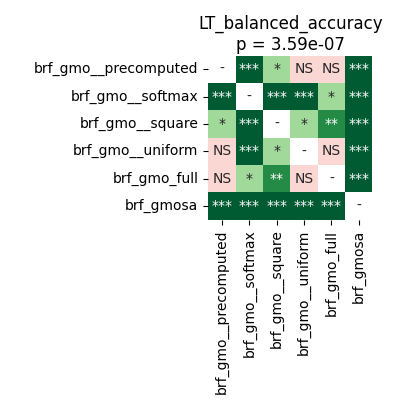 LT_balanced_accuracy
p = 3.59e-07
brf_gmo__precomputed - *** * NS NS ***
brf_gmo__softmax *** - *** *** * ***
brf_gmo__square * *** - * ** ***
brf_gmo__uniform NS *** * - NS ***
brf_gmo_full NS * ** NS - ***
brf_gmosa *** *** *** *** *** -
brf_gmo__precomputed
brf_gmo__softmax
brf_gmo__square
brf_gmo__uniform
brf_gmo_full
brf_gmosa